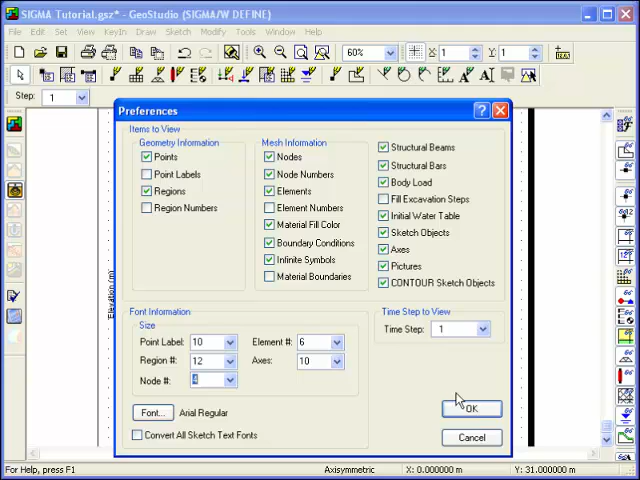 SIGMA Tutorial.gsz* - GeoStudio (SIGMA/W DEFINE)
File Edit Set View KeyIn Draw Sketch Modify Tools Window Help
60% X: 1 Y: 1
Step: 1
Preferences
Items to View
Geometry Information
Points
Point Labels
Regions
Region Numbers
Mesh Information
Nodes
Node Numbers
Elements
Element Numbers
Material Fill Color
Boundary Conditions
Infinite Symbols
Material Boundaries
Structural Beams
Structural Bars
Body Load
Fill Excavation Steps
Initial Water Table
Sketch Objects
Axes
Pictures
CONTOUR Sketch Objects
Elevation (m)
Font Information
Size
Point Label: 10 Element #: 6
Region #: 12 Axes: 10
Node #: 4
Font... Arial Regular
Convert All Sketch Text Fonts
Time Step to View
Time Step: 1
OK
Cancel
For Help, press F1 Axisymmetric X: 0.000000 m Y: 31.000000 m